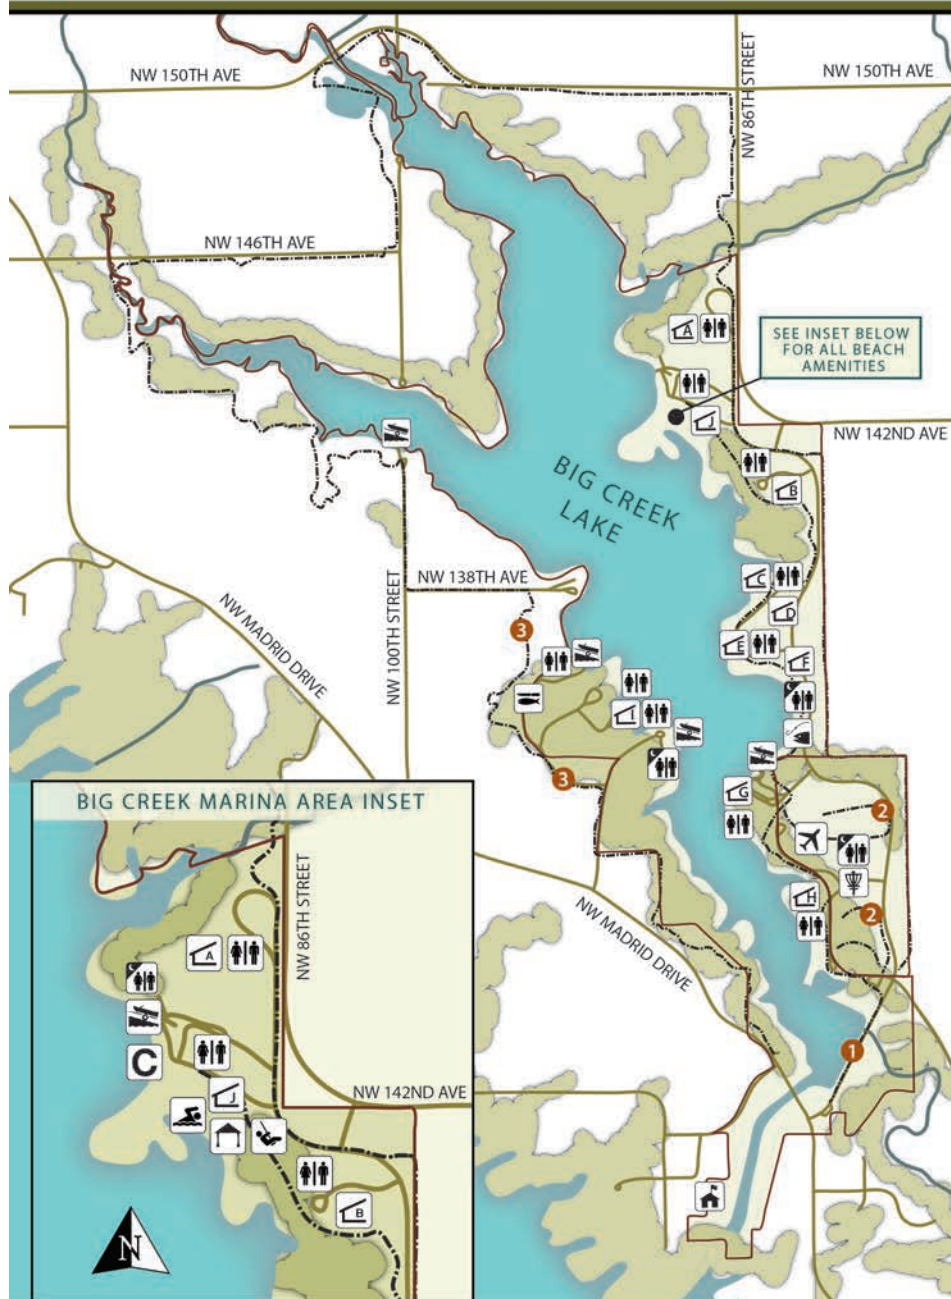 NW 150TH AVE
NW 86TH STREET
NW 150TH AVE
NW 146TH AVE
A
SEE INSET BELOW
FOR ALL BEACH
AMENITIES
J
NW 142ND AVE
BIG CREEK
LAKE
B
NW 138TH AVE
C
D
NW MADRID DRIVE
NW 100TH STREET
3
E
F
I
3
G
2
H
2
NW MADRID DRIVE
1
BIG CREEK MARINA AREA INSET
NW 86TH STREET
A
C
J
NW 142ND AVE
B
N